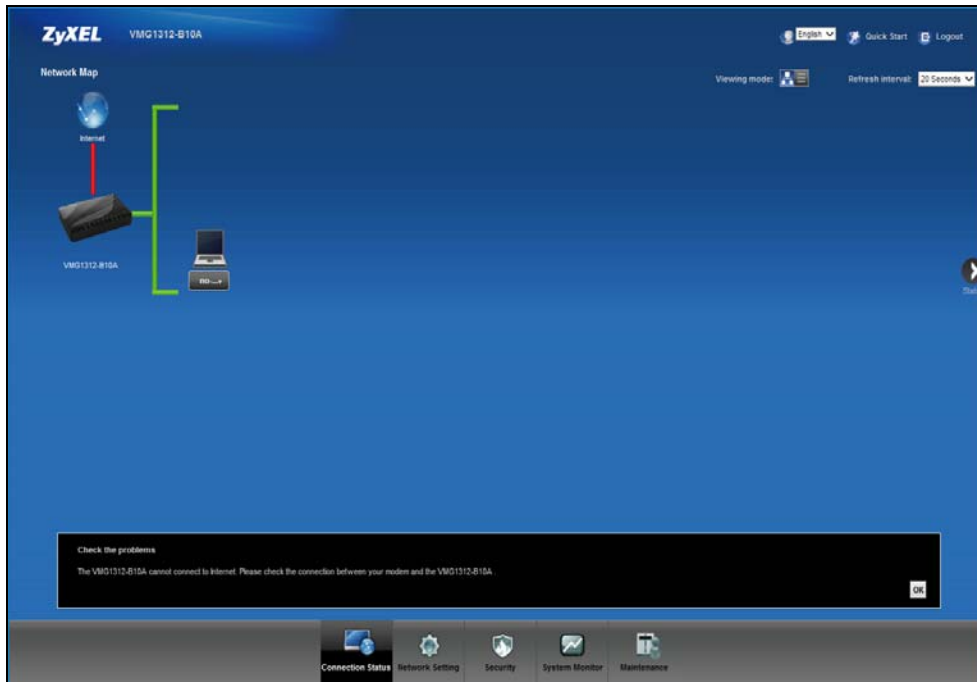 ZyXEL VMG1312-B10A
English Quick Start Logout
Network Map
Viewing mode: Refresh interval: 20 Seconds
Internet
VMG1312-B10A
Check the problems
The VMG1312-B10A cannot connect to Internet. Please check the connection between your modem and the VMG1312-B10A .
OK
Connection Status Network Setting Security System Monitor Maintenance